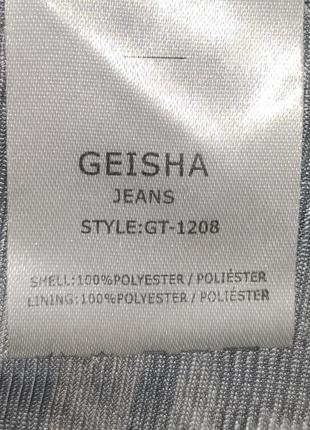 GEISHA
JEANS
STYLE:GT-1208
SHELL:100%POLYESTER / POLIÉSTER
LINING:100%POLYESTER / POLIÉSTER